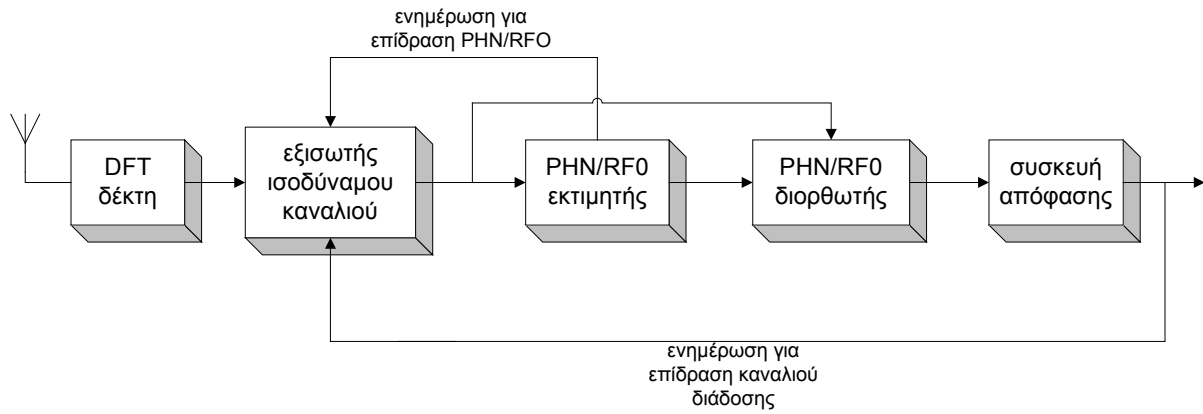 ενημέρωση για
επίδραση PHN/RFO
DFT
δέκτη
εξισωτής
ισοδύναμου
καναλιού
PHN/RF0
εκτιμητής
PHN/RF0
διορθωτής
συσκευή
απόφασης
ενημέρωση για
επίδραση καναλιού
διάδοσης